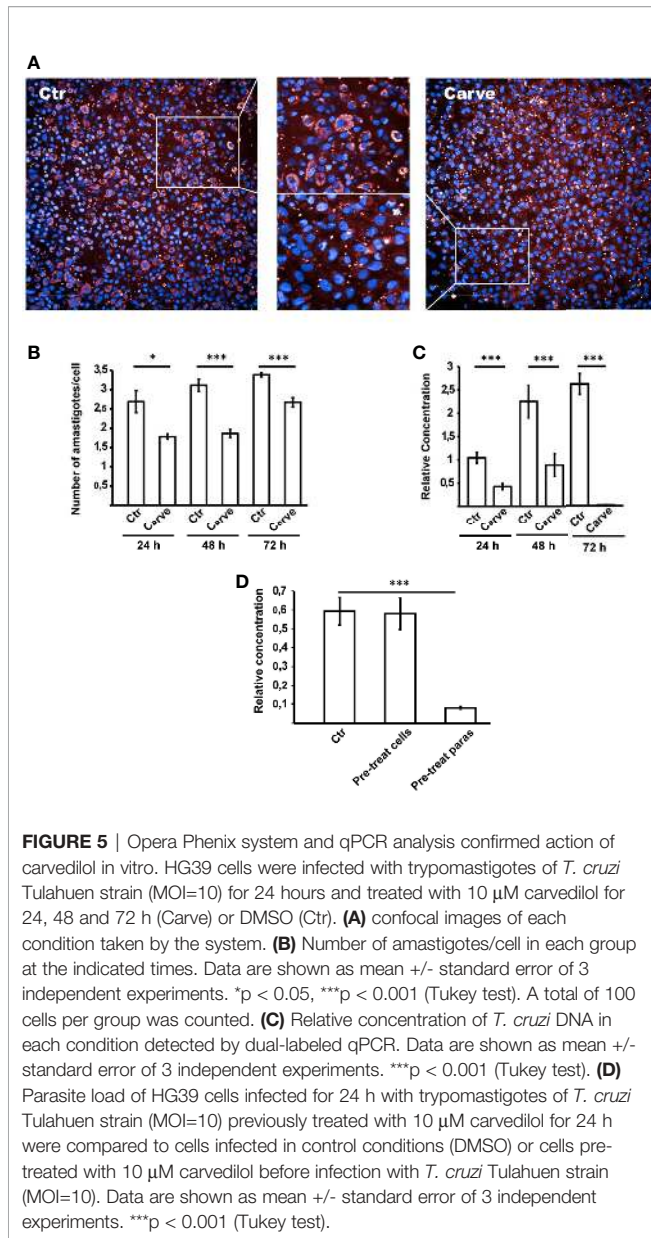 A
Ctr
Carve
B
* *** ***
Number of amastigotes/cell
3,5
3
2,5
2
1,5
1
0,5
Ctr Carve Ctr Carve Ctr Carve
24 h 48 h 72 h
C
*** *** ***
Relative Concentration
3
2,5
2
1,5
1
0,5
Ctr Carve Ctr Carve Ctr Carve
24 h 48 h 72 h
D
***
Relative concentration
0,7
0,6
0,5
0,4
0,3
0,2
0,1
Ctr Pre-treat cells Pre-treat paras
FIGURE 5 | Opera Phenix system and qPCR analysis confirmed action of
carvedilol in vitro. HG39 cells were infected with trypomastigotes of T. cruzi
Tulahuen strain (MOI=10) for 24 hours and treated with 10 μM carvedilol for
24, 48 and 72 h (Carve) or DMSO (Ctr). (A) confocal images of each
condition taken by the system. (B) Number of amastigotes/cell in each group
at the indicated times. Data are shown as mean +/- standard error of 3
independent experiments. *p < 0.05, ***p < 0.001 (Tukey test). A total of 100
cells per group was counted. (C) Relative concentration of T. cruzi DNA in
each condition detected by dual-labeled qPCR. Data are shown as mean +/-
standard error of 3 independent experiments. ***p < 0.001 (Tukey test). (D)
Parasite load of HG39 cells infected for 24 h with trypomastigotes of T. cruzi
Tulahuen strain (MOI=10) previously treated with 10 μM carvedilol for 24 h
were compared to cells infected in control conditions (DMSO) or cells pre-
treated with 10 μM carvedilol before infection with T. cruzi Tulahuen strain
(MOI=10). Data are shown as mean +/- standard error of 3 independent
experiments. ***p < 0.001 (Tukey test).